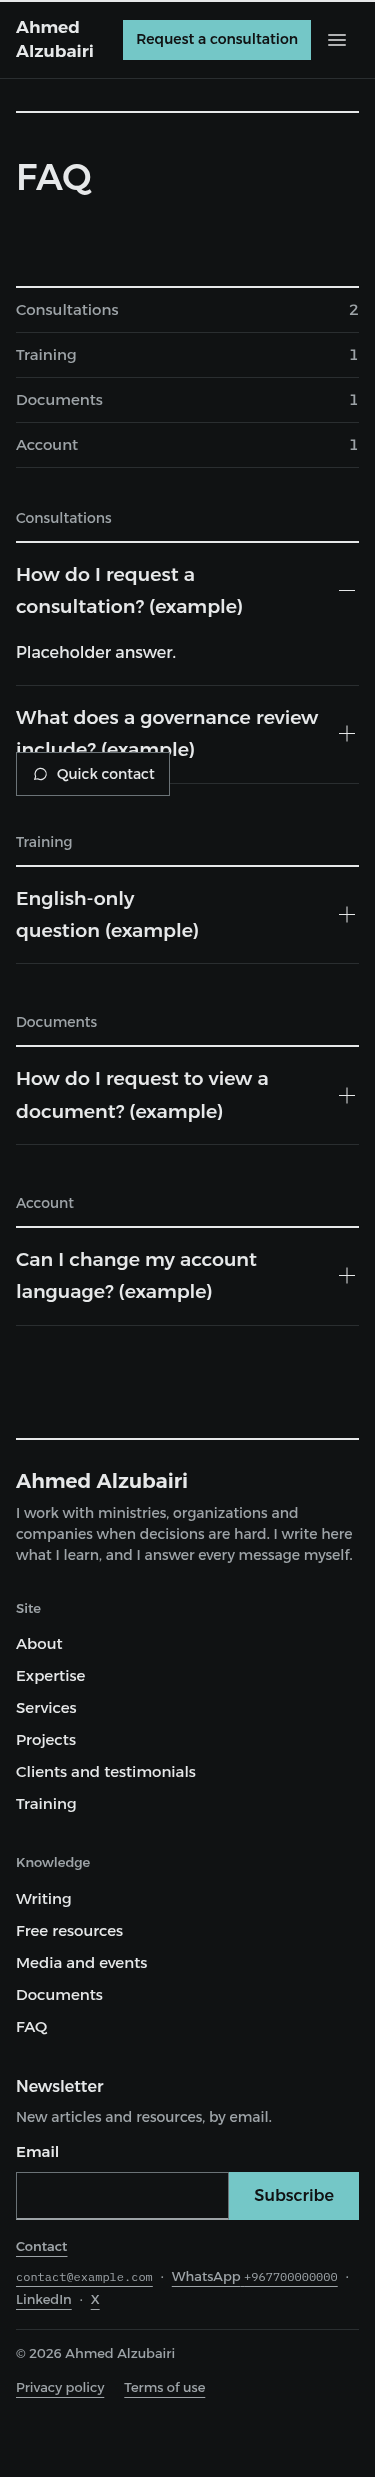 Ahmed
Alzubairi
Request a consultation
FAQ
Consultations 2
Training 1
Documents 1
Account 1
Consultations
How do I request a
consultation? (example)
Placeholder answer.
What does a governance review
include? (example)
Quick contact
Training
English-only
question (example)
Documents
How do I request to view a
document? (example)
Account
Can I change my account
language? (example)
Ahmed Alzubairi
I work with ministries, organizations and
companies when decisions are hard. I write here
what I learn, and I answer every message myself.
Site
About
Expertise
Services
Projects
Clients and testimonials
Training
Knowledge
Writing
Free resources
Media and events
Documents
FAQ
Newsletter
New articles and resources, by email.
Email
Subscribe
Contact
contact@example.com · WhatsApp +967700000000 ·
LinkedIn · X
© 2026 Ahmed Alzubairi
Privacy policy Terms of use